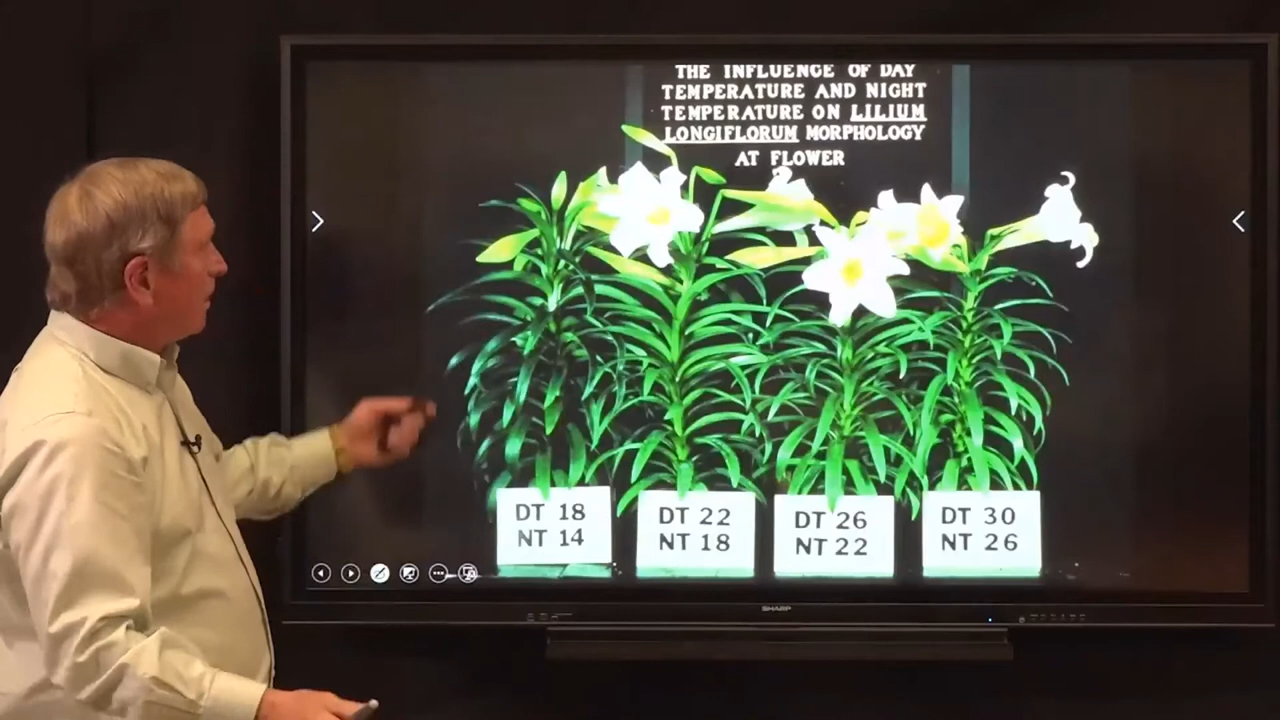 THE INFLUENCE OF DAY
TEMPERATURE AND NIGHT
TEMPERATURE ON LILIUM
LONGIFLORUM MORPHOLOGY
AT FLOWER
DT 18
NT 14
DT 22
NT 18
DT 26
NT 22
DT 30
NT 26
SHARP